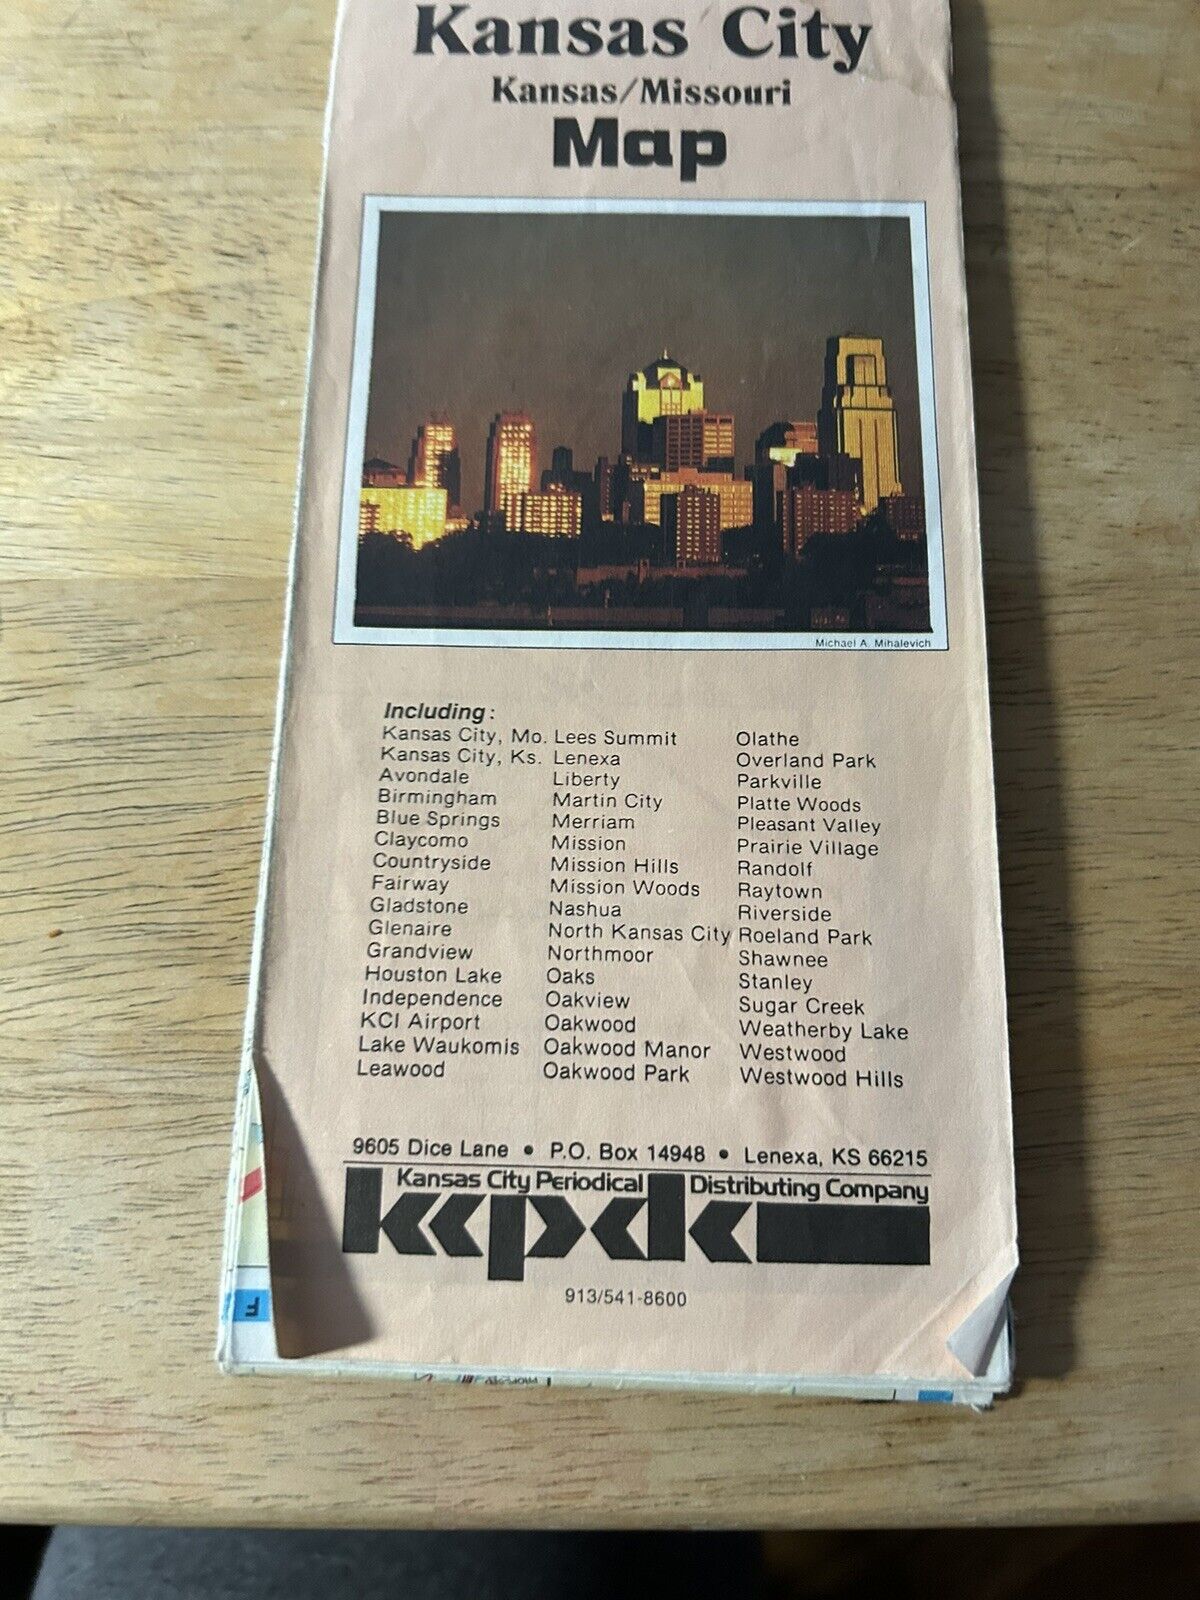 Kansas City
Kansas/Missouri
Map
Michael A. Mihalevich
Including:
Kansas City, Mo. Lees Summit Olathe
Kansas City, Ks. Lenexa Overland Park
Avondale Liberty Parkville
Birmingham Martin City Platte Woods
Blue Springs Merriam Pleasant Valley
Claycomo Mission Prairie Village
Countryside Mission Hills Randolf
Fairway Mission Woods Raytown
Gladstone Nashua Riverside
Glenaire North Kansas City Roeland Park
Grandview Northmoor Shawnee
Houston Lake Oaks Stanley
Independence Oakview Sugar Creek
KCI Airport Oakwood Weatherby Lake
Lake Waukomis Oakwood Manor Westwood
Leawood Oakwood Park Westwood Hills
9605 Dice Lane • P.O. Box 14948 • Lenexa, KS 66215
Kansas City Periodical Distributing Company
kcpdc
913/541-8600
F